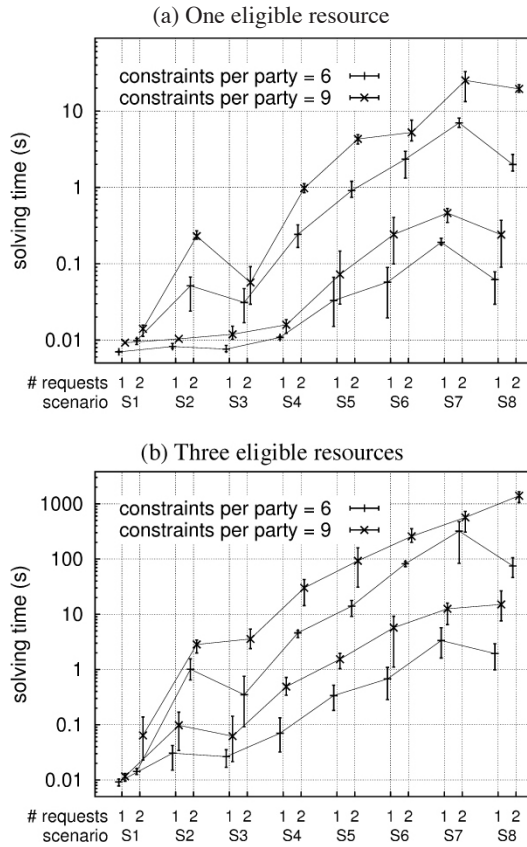 (a) One eligible resource
constraints per party = 6
constraints per party = 9
10
1
0.1
0.01
solving time (s)
# requests 1 2 1 2 1 2 1 2 1 2 1 2 1 2 1 2
scenario S1 S2 S3 S4 S5 S6 S7 S8
(b) Three eligible resources
constraints per party = 6
constraints per party = 9
1000
100
10
1
0.1
0.01
solving time (s)
# requests 1 2 1 2 1 2 1 2 1 2 1 2 1 2 1 2
scenario S1 S2 S3 S4 S5 S6 S7 S8